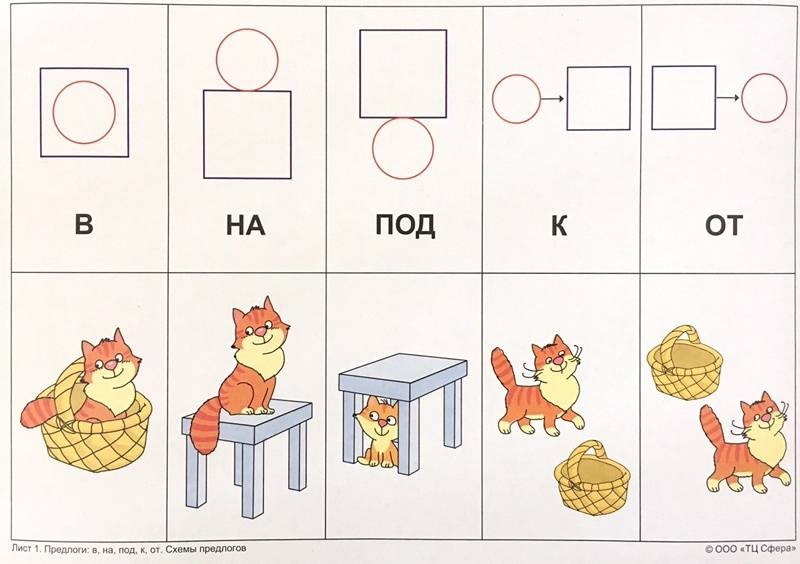 В
НА
ПОД
К
ОТ
Лист 1. Предлоги: в, на, под, к, от. Схемы предлогов
© ООО «ТЦ Сфера»